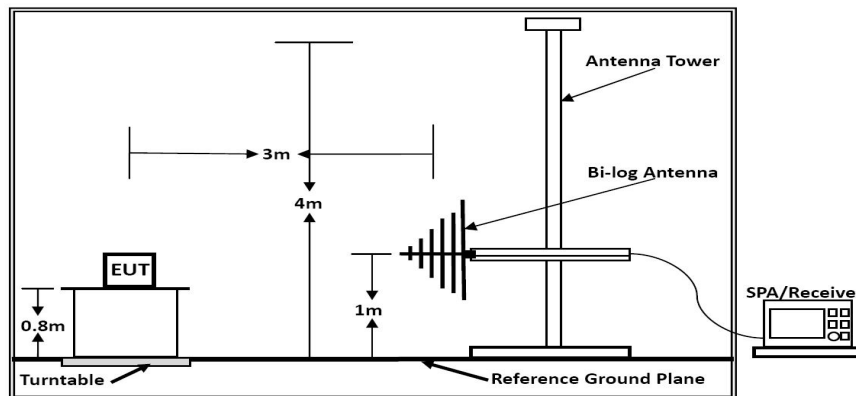 Antenna Tower
3m
Bi-log Antenna
4m
EUT
1m
0.8m
SPA/Receive
Turntable
Reference Ground Plane